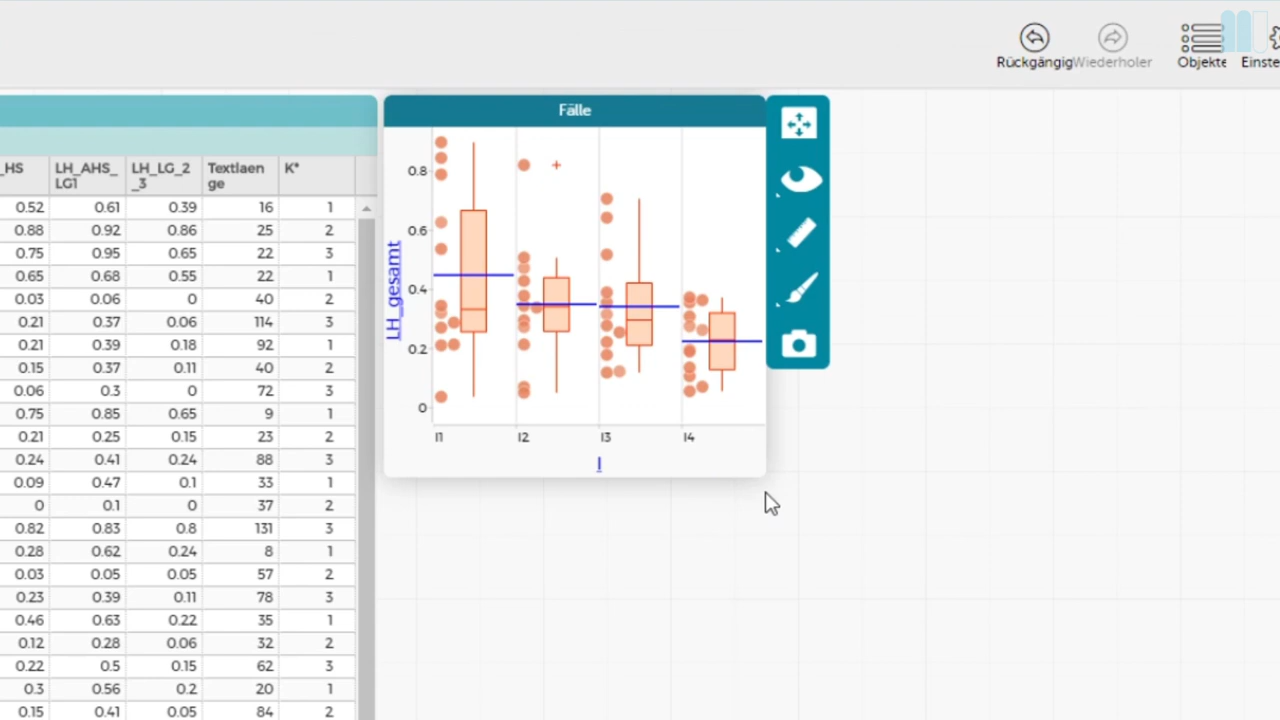 Rückgängig Wiederholer Objekte Einste
Fälle
_HS LH_AHS_ LH_LG_2 Textlaen K*
LG1 _3 ge
0.52 0.61 0.39 16 1
0.88 0.92 0.86 25 2
0.75 0.95 0.65 22 3
0.65 0.68 0.55 22 1
0.03 0.06 0 40 2
0.21 0.37 0.06 114 3
0.21 0.39 0.18 92 1
0.15 0.37 0.11 40 2
0.06 0.3 0 72 3
0.75 0.85 0.65 9 1
0.21 0.25 0.15 23 2
0.24 0.41 0.24 88 3
0.09 0.47 0.1 33 1
0 0.1 0 37 2
0.82 0.83 0.8 131 3
0.28 0.62 0.24 8 1
0.03 0.05 0.05 57 2
0.23 0.39 0.11 78 3
0.46 0.63 0.22 35 1
0.12 0.28 0.06 32 2
0.22 0.5 0.15 62 3
0.3 0.56 0.2 20 1
0.15 0.41 0.05 84 2
LH_gesamt
0.8
0.6
0.4
0.2
0
I1 I2 I3 I4
I